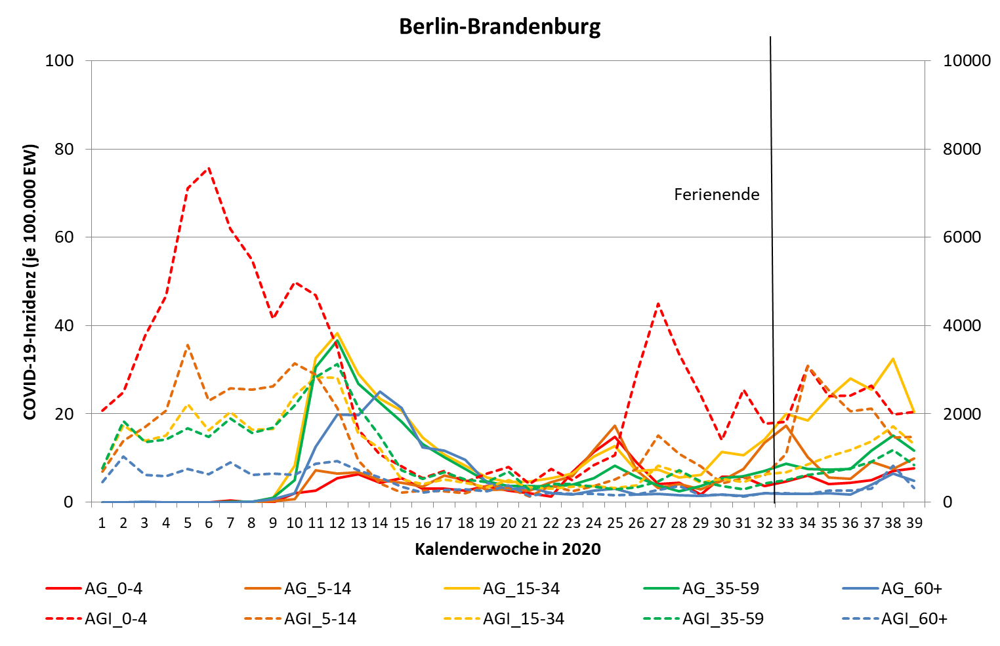 Berlin-Brandenburg
100 10000
80 8000
Ferienende
60 6000
40 4000
20 2000
0 0
COVID-19-Inzidenz (je 100.000 EW)
1 2 3 4 5 6 7 8 9 10 11 12 13 14 15 16 17 18 19 20 21 22 23 24 25 26 27 28 29 30 31 32 33 34 35 36 37 38 39
Kalenderwoche in 2020
AG_0-4 AG_5-14 AG_15-34 AG_35-59 AG_60+
AGI_0-4 AGI_5-14 AGI_15-34 AGI_35-59 AGI_60+